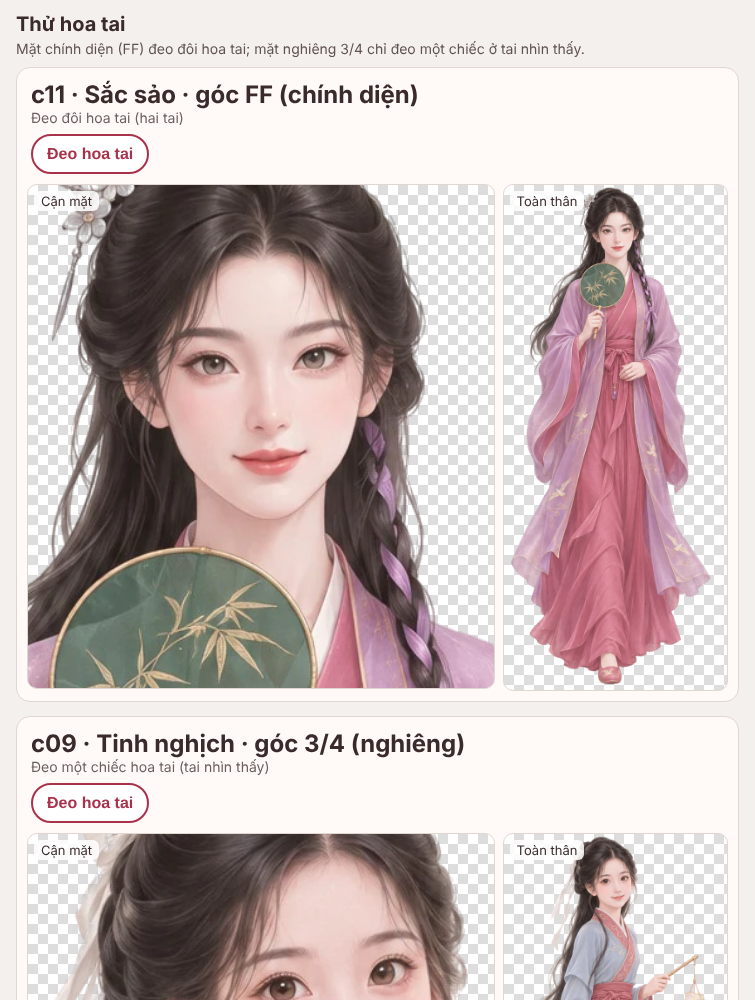 Thử hoa tai
Mặt chính diện (FF) đeo đôi hoa tai; mặt nghiêng 3/4 chỉ đeo một chiếc ở tai nhìn thấy.
c11 · Sắc sảo · góc FF (chính diện)
Đeo đôi hoa tai (hai tai)
Đeo hoa tai
Cận mặt
Toàn thân
c09 · Tinh nghịch · góc 3/4 (nghiêng)
Đeo một chiếc hoa tai (tai nhìn thấy)
Đeo hoa tai
Cận mặt
Toàn thân